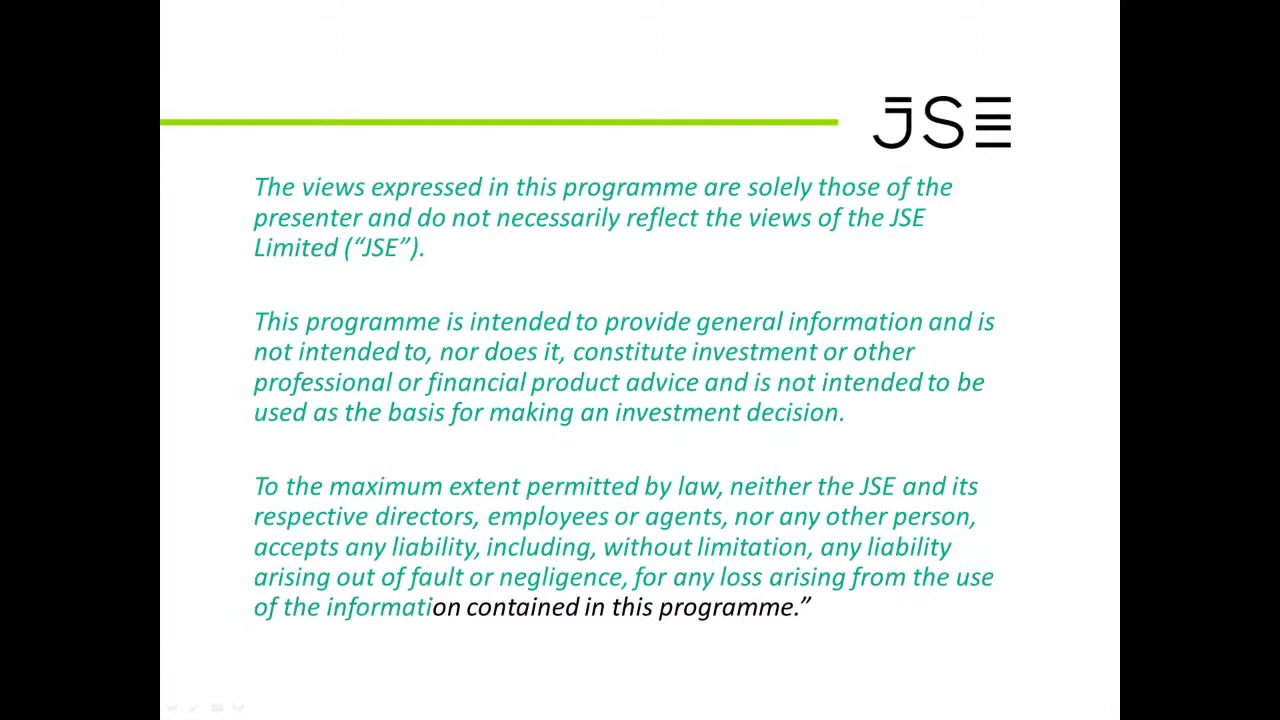 JSE
The views expressed in this programme are solely those of the
presenter and do not necessarily reflect the views of the JSE
Limited (“JSE”).
This programme is intended to provide general information and is
not intended to, nor does it, constitute investment or other
professional or financial product advice and is not intended to be
used as the basis for making an investment decision.
To the maximum extent permitted by law, neither the JSE and its
respective directors, employees or agents, nor any other person,
accepts any liability, including, without limitation, any liability
arising out of fault or negligence, for any loss arising from the use
of the information contained in this programme.”